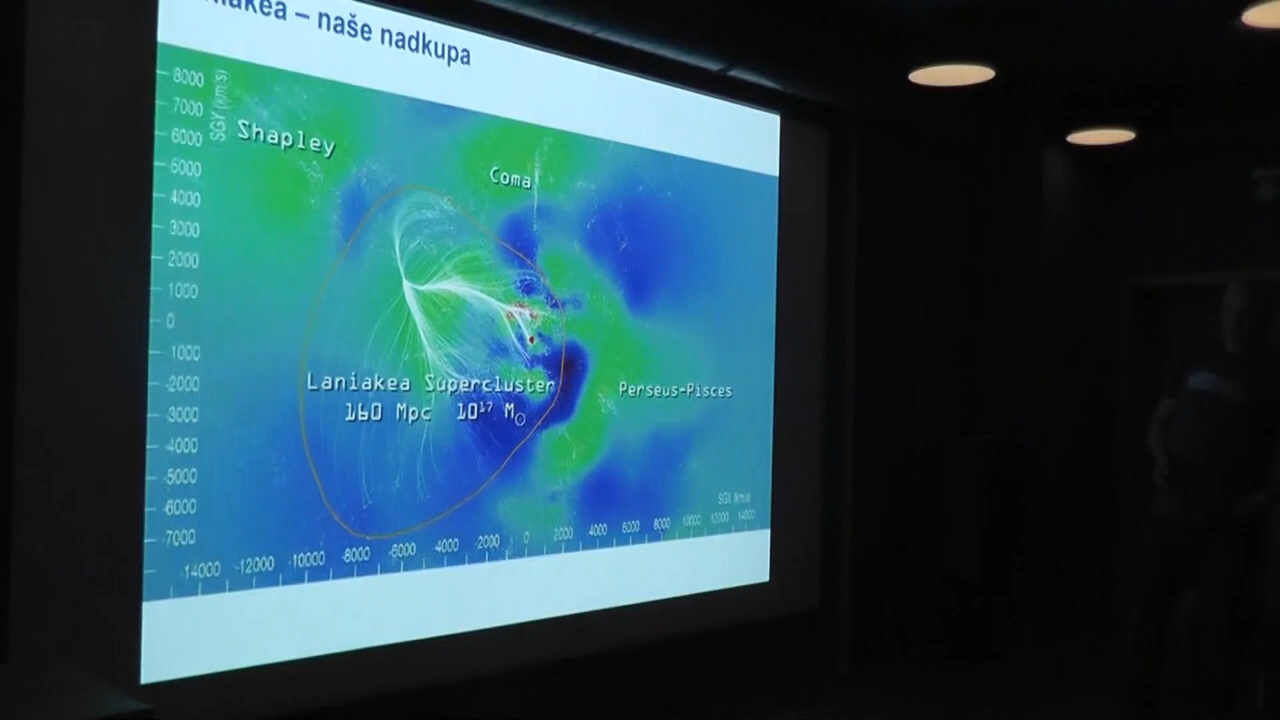 – naše nadkupa
8000
7000
6000
5000
4000
3000
2000
1000
0
-1000
-2000
-3000
-4000
-5000
-6000
-7000
SGY (km/s)
Shapley
Coma
Laniakea Supercluster
160 Mpc 10¹⁷ M☉
Perseus-Pisces
SGX (km/s)
-14000 -12000 -10000 -8000 -6000 -4000 -2000 0 2000 4000 6000 8000 10000 12000 14000